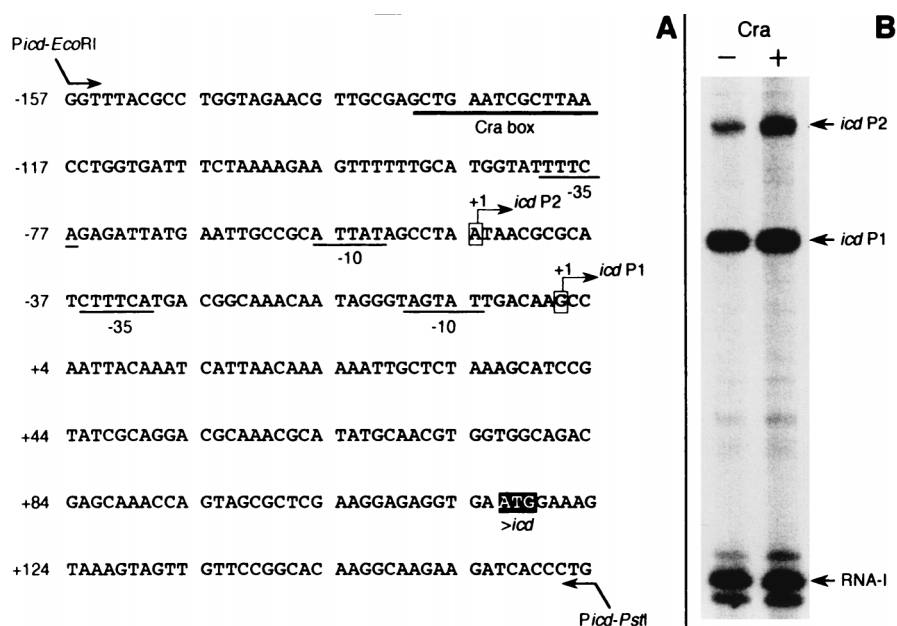 A
Picd-EcoRI
-157 GGTTTACGCC TGGTAGAACG TTGCGAGCTG AATCGCTTAA
Cra box
-117 CCTGGTGATT TCTAAAAGAA GTTTTTTGCA TGGTATTTTC
-35
+1 icd P2
-77 AGAGATTATG AATTGCCGCA TTATAGCCTA ATAACGCGCA
-10
+1 icd P1
-37 TCTTTCATGA CGGCAAACAA TAGGGTAGTA TTGACAAGCC
-35 -10
+4 AATTACAAAT CATTAACAAA AAATTGCTCT AAAGCATCCG
+44 TATCGCAGGA CGCAAACGCA TATGCAACGT GGTGGCAGAC
+84 GAGCAAACCA GTAGCGCTCG AAGGAGAGGT GA ATGGAAAG
>icd
+124 TAAAGTAGTT GTTCCGGCAC AAGGCAAGAA GATCACCCTG
Picd-PstI
B
Cra
− +
icd P2
icd P1
RNA-I